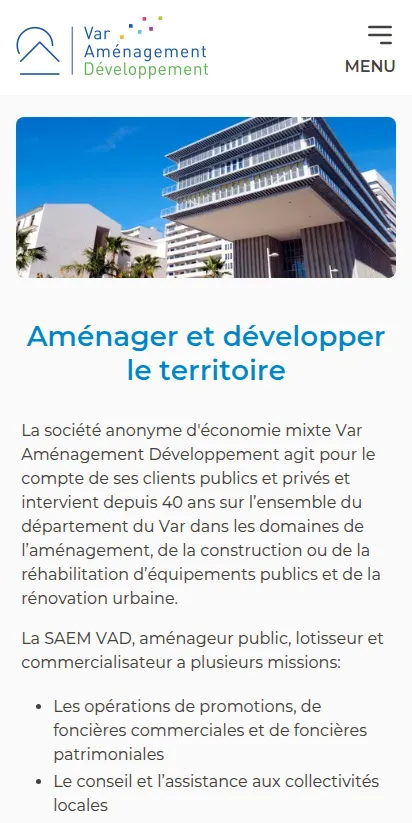 Var
Aménagement
Développement
MENU
Aménager et développer
le territoire
La société anonyme d'économie mixte Var
Aménagement Développement agit pour le
compte de ses clients publics et privés et
intervient depuis 40 ans sur l’ensemble du
département du Var dans les domaines de
l’aménagement, de la construction ou de la
réhabilitation d’équipements publics et de la
rénovation urbaine.
La SAEM VAD, aménageur public, lotisseur et
commercialisateur a plusieurs missions:
• Les opérations de promotions, de
foncières commerciales et de foncières
patrimoniales
• Le conseil et l’assistance aux collectivités
locales